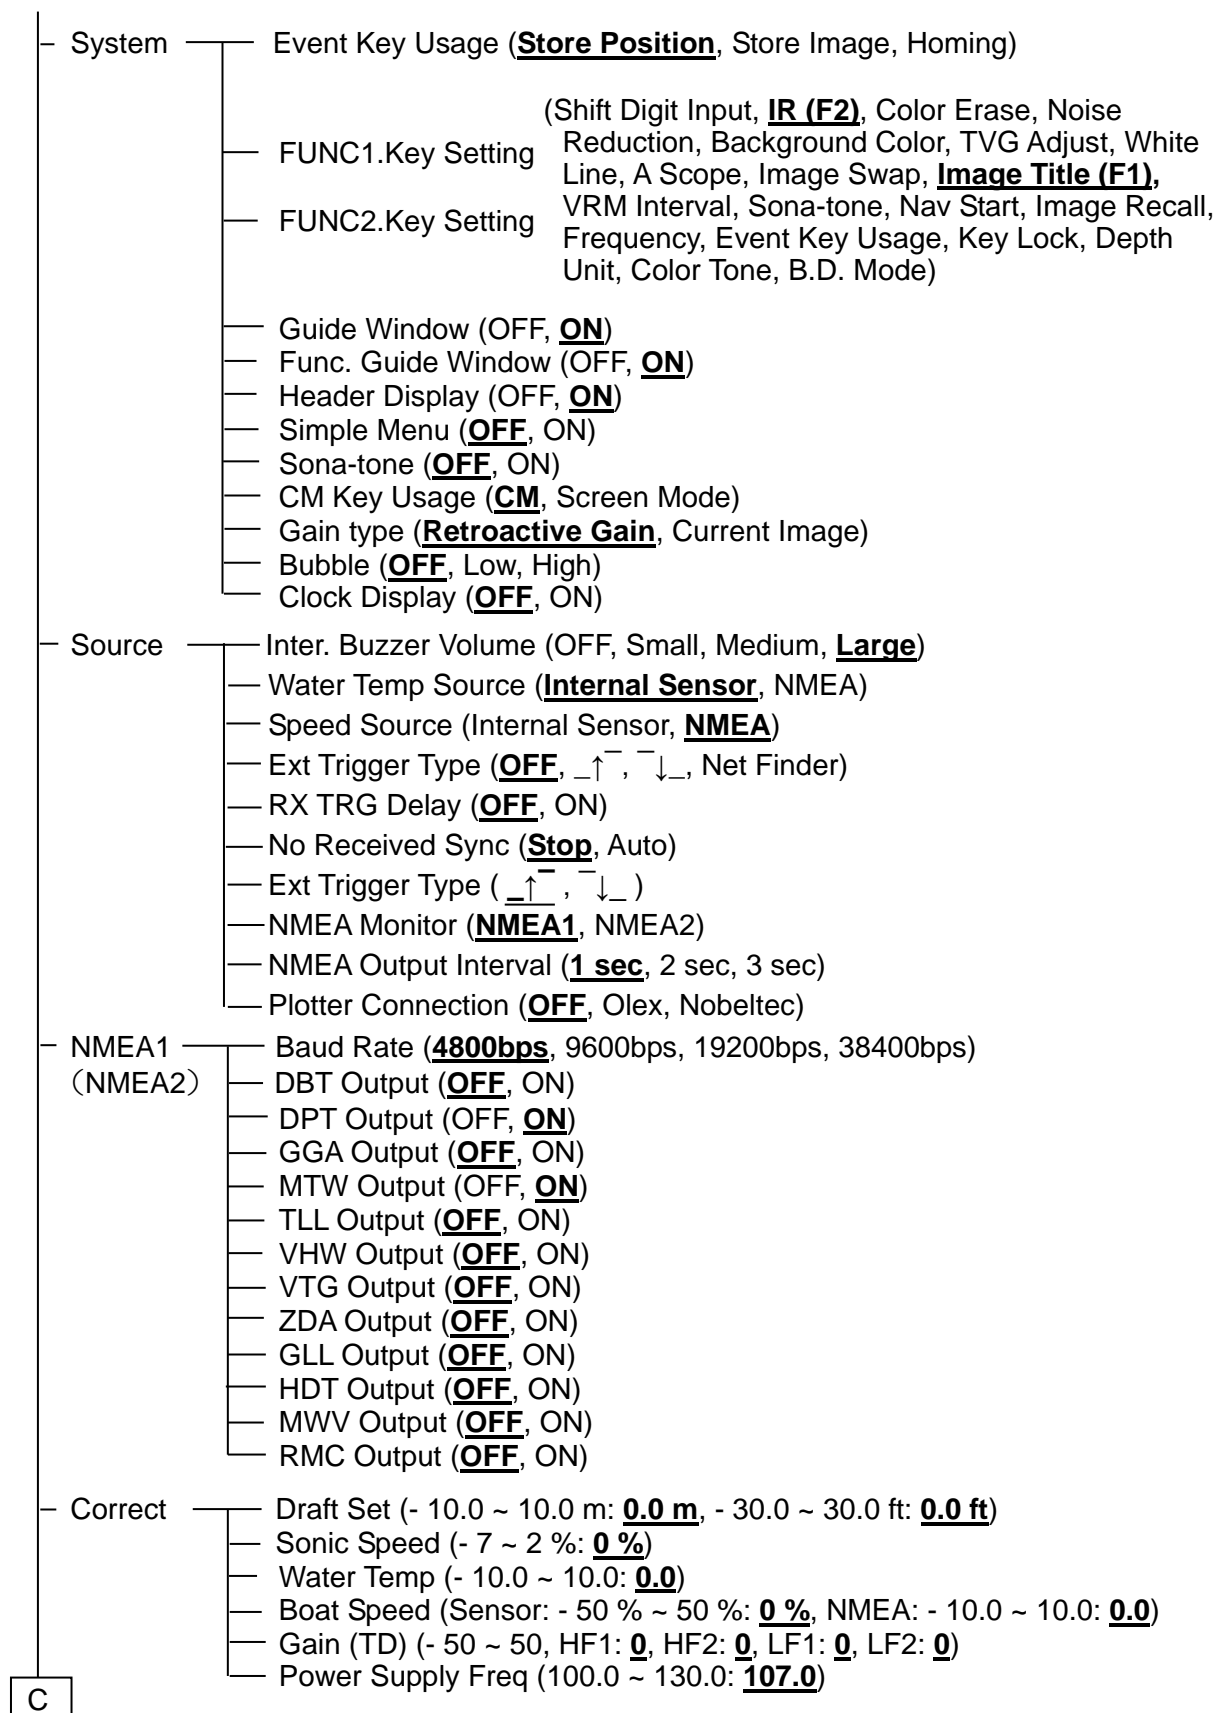 System Event Key Usage (Store Position, Store Image, Homing)
(Shift Digit Input, IR (F2), Color Erase, Noise
Reduction, Background Color, TVG Adjust, White
FUNC1.Key Setting
Line, A Scope, Image Swap, Image Title (F1),
VRM Interval, Sona-tone, Nav Start, Image Recall,
FUNC2.Key Setting
Frequency, Event Key Usage, Key Lock, Depth
Unit, Color Tone, B.D. Mode)
Guide Window (OFF, ON)
Func. Guide Window (OFF, ON)
Header Display (OFF, ON)
Simple Menu (OFF, ON)
Sona-tone (OFF, ON)
CM Key Usage (CM, Screen Mode)
Gain type (Retroactive Gain, Current Image)
Bubble (OFF, Low, High)
Clock Display (OFF, ON)
Source Inter. Buzzer Volume (OFF, Small, Medium, Large)
Water Temp Source (Internal Sensor, NMEA)
Speed Source (Internal Sensor, NMEA)
Ext Trigger Type (OFF, _↑‾, ‾↓_, Net Finder)
RX TRG Delay (OFF, ON)
No Received Sync (Stop, Auto)
Ext Trigger Type ( _↑‾ , ‾↓_ )
NMEA Monitor (NMEA1, NMEA2)
NMEA Output Interval (1 sec, 2 sec, 3 sec)
Plotter Connection (OFF, Olex, Nobeltec)
NMEA1 Baud Rate (4800bps, 9600bps, 19200bps, 38400bps)
（NMEA2） DBT Output (OFF, ON)
DPT Output (OFF, ON)
GGA Output (OFF, ON)
MTW Output (OFF, ON)
TLL Output (OFF, ON)
VHW Output (OFF, ON)
VTG Output (OFF, ON)
ZDA Output (OFF, ON)
GLL Output (OFF, ON)
HDT Output (OFF, ON)
MWV Output (OFF, ON)
RMC Output (OFF, ON)
Correct Draft Set (- 10.0 ~ 10.0 m: 0.0 m, - 30.0 ~ 30.0 ft: 0.0 ft)
Sonic Speed (- 7 ~ 2 %: 0 %)
Water Temp (- 10.0 ~ 10.0: 0.0)
Boat Speed (Sensor: - 50 % ~ 50 %: 0 %, NMEA: - 10.0 ~ 10.0: 0.0)
Gain (TD) (- 50 ~ 50, HF1: 0, HF2: 0, LF1: 0, LF2: 0)
Power Supply Freq (100.0 ~ 130.0: 107.0)
C